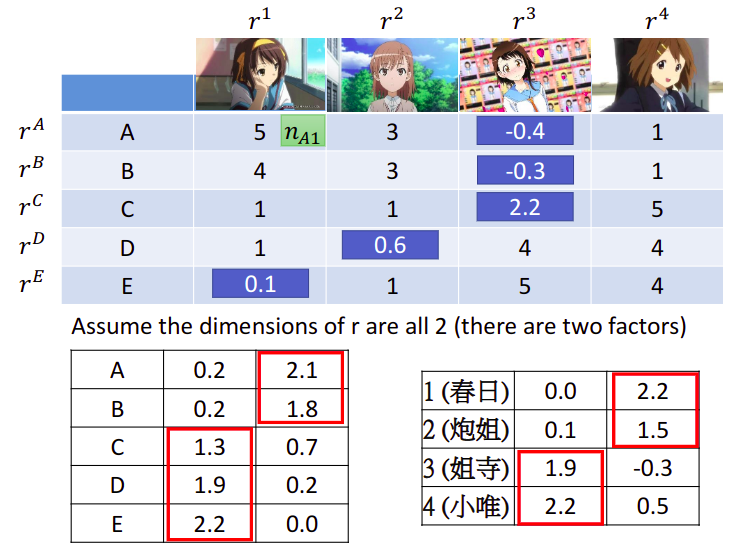 r^1 r^2 r^3 r^4
r^A A 5 n_{A1} 3 -0.4 1
r^B B 4 3 -0.3 1
r^C C 1 1 2.2 5
r^D D 1 0.6 4 4
r^E E 0.1 1 5 4
Assume the dimensions of r are all 2 (there are two factors)
A 0.2 2.1
B 0.2 1.8
C 1.3 0.7
D 1.9 0.2
E 2.2 0.0
1 (春日) 0.0 2.2
2 (炮姐) 0.1 1.5
3 (姐寺) 1.9 -0.3
4 (小唯) 2.2 0.5